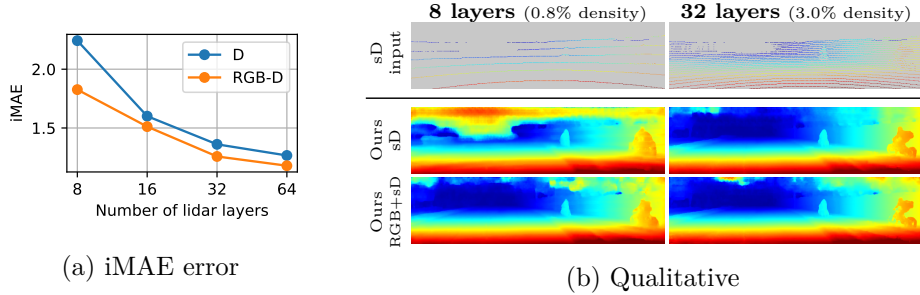 8 layers (0.8% density)
32 layers (3.0% density)
sD
input
Ours
sD
Ours
RGB+sD
D
RGB-D
iMAE
2.0
1.5
8
16
32
64
Number of lidar layers
(a) iMAE error
(b) Qualitative